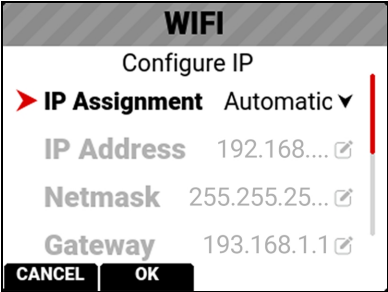 WIFI
Configure IP
IP Assignment Automatic
IP Address 192.168....
Netmask 255.255.25...
Gateway 193.168.1.1
CANCEL OK